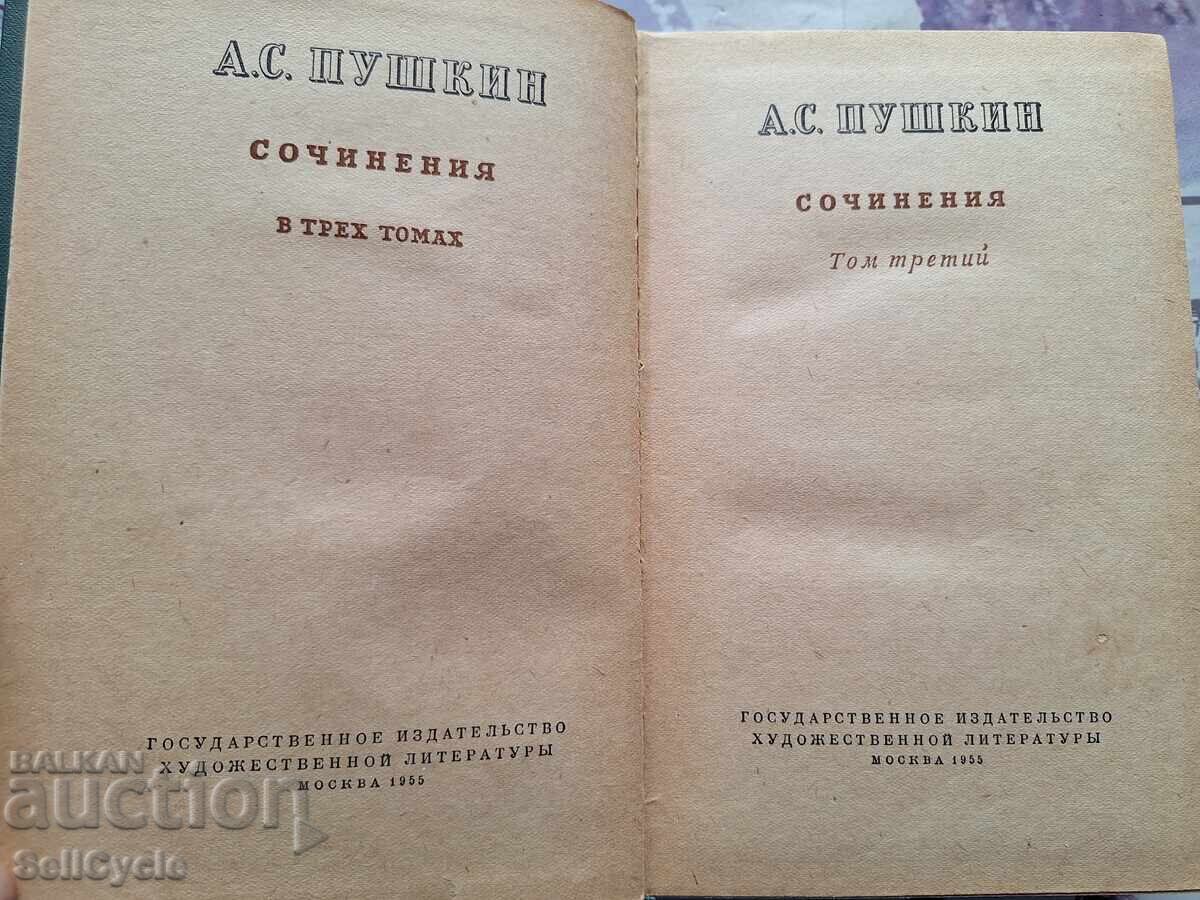 А.С. ПУШКИН
СОЧИНЕНИЯ
В ТРЕХ ТОМАХ
ГОСУДАРСТВЕННОЕ ИЗДАТЕЛЬСТВО
ХУДОЖЕСТВЕННОЙ ЛИТЕРАТУРЫ
МОСКВА 1955
А.С. ПУШКИН
СОЧИНЕНИЯ
Том третий
ГОСУДАРСТВЕННОЕ ИЗДАТЕЛЬСТВО
ХУДОЖЕСТВЕННОЙ ЛИТЕРАТУРЫ
МОСКВА 1955
BALKAN
auction
SellCycle